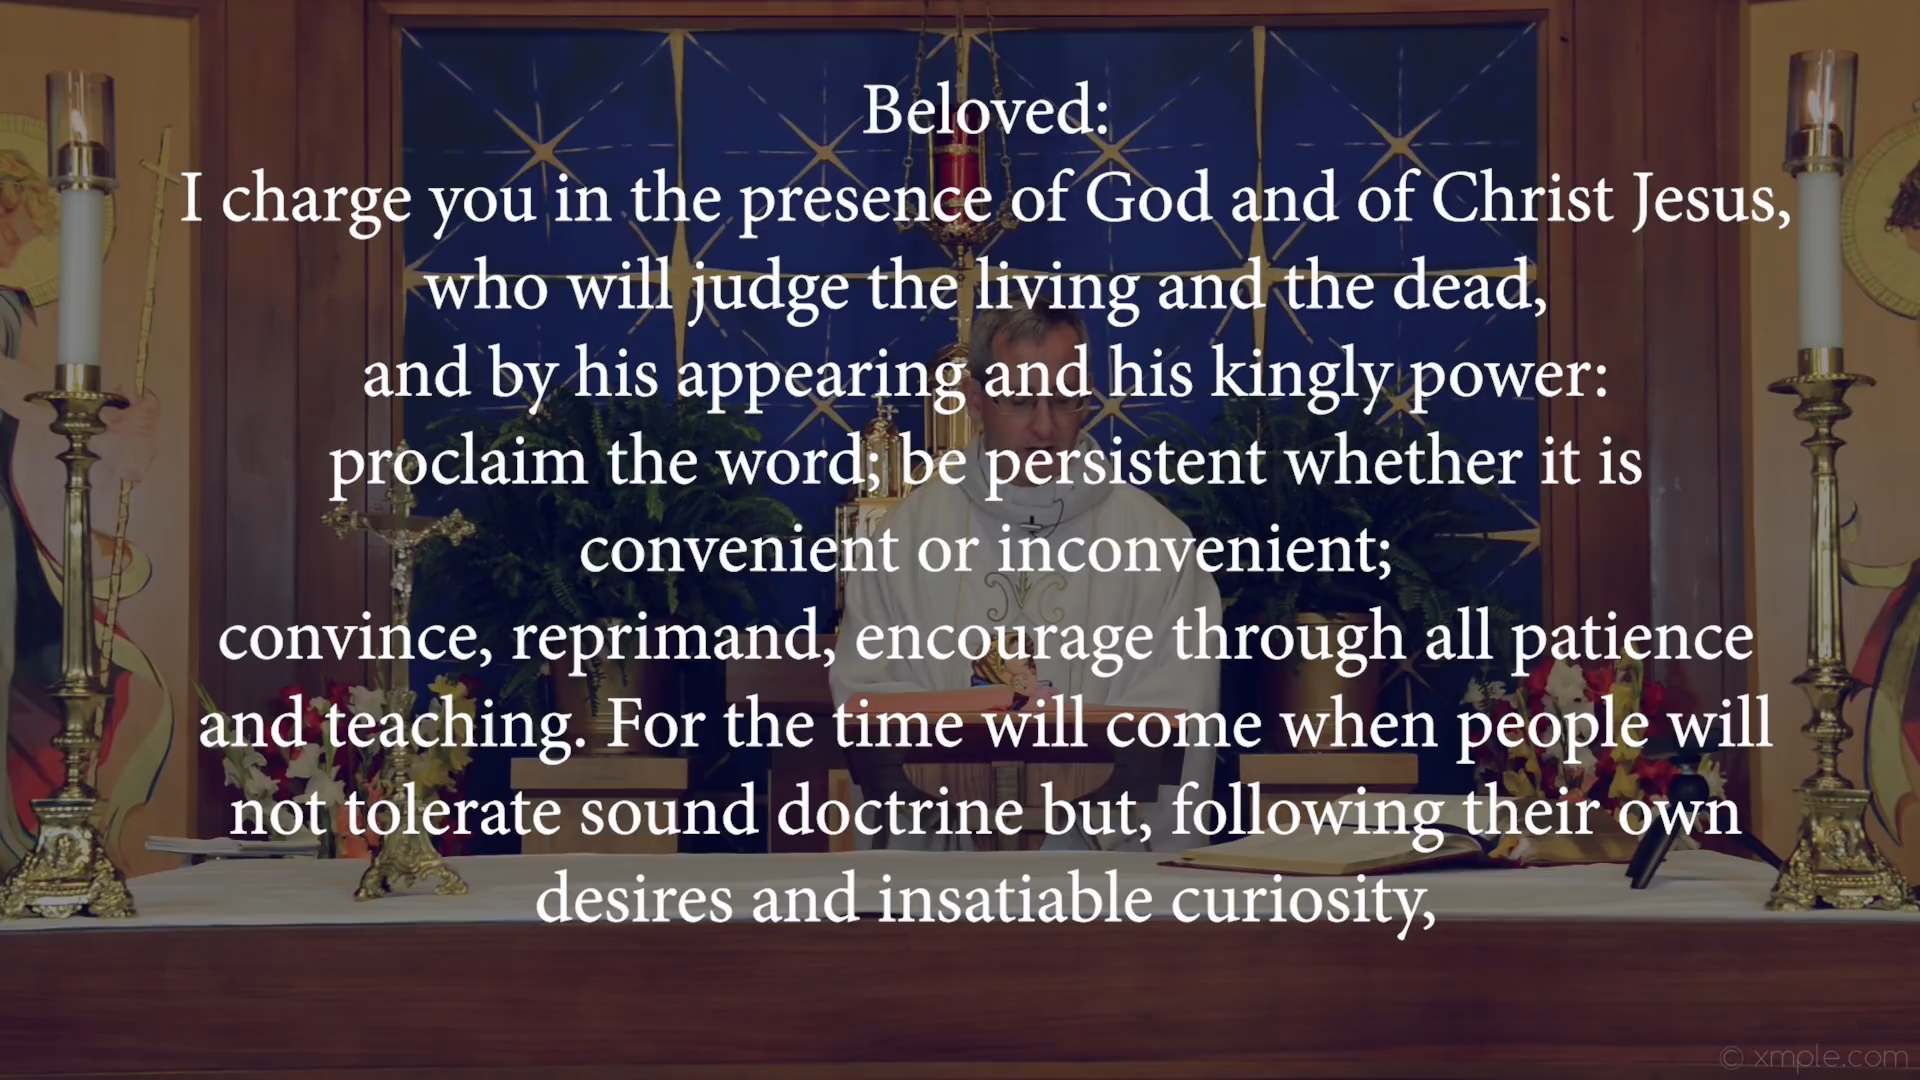 Beloved:
I charge you in the presence of God and of Christ Jesus,
who will judge the living and the dead,
and by his appearing and his kingly power:
proclaim the word; be persistent whether it is
convenient or inconvenient;
convince, reprimand, encourage through all patience
and teaching. For the time will come when people will
not tolerate sound doctrine but, following their own
desires and insatiable curiosity,
© xmple.com